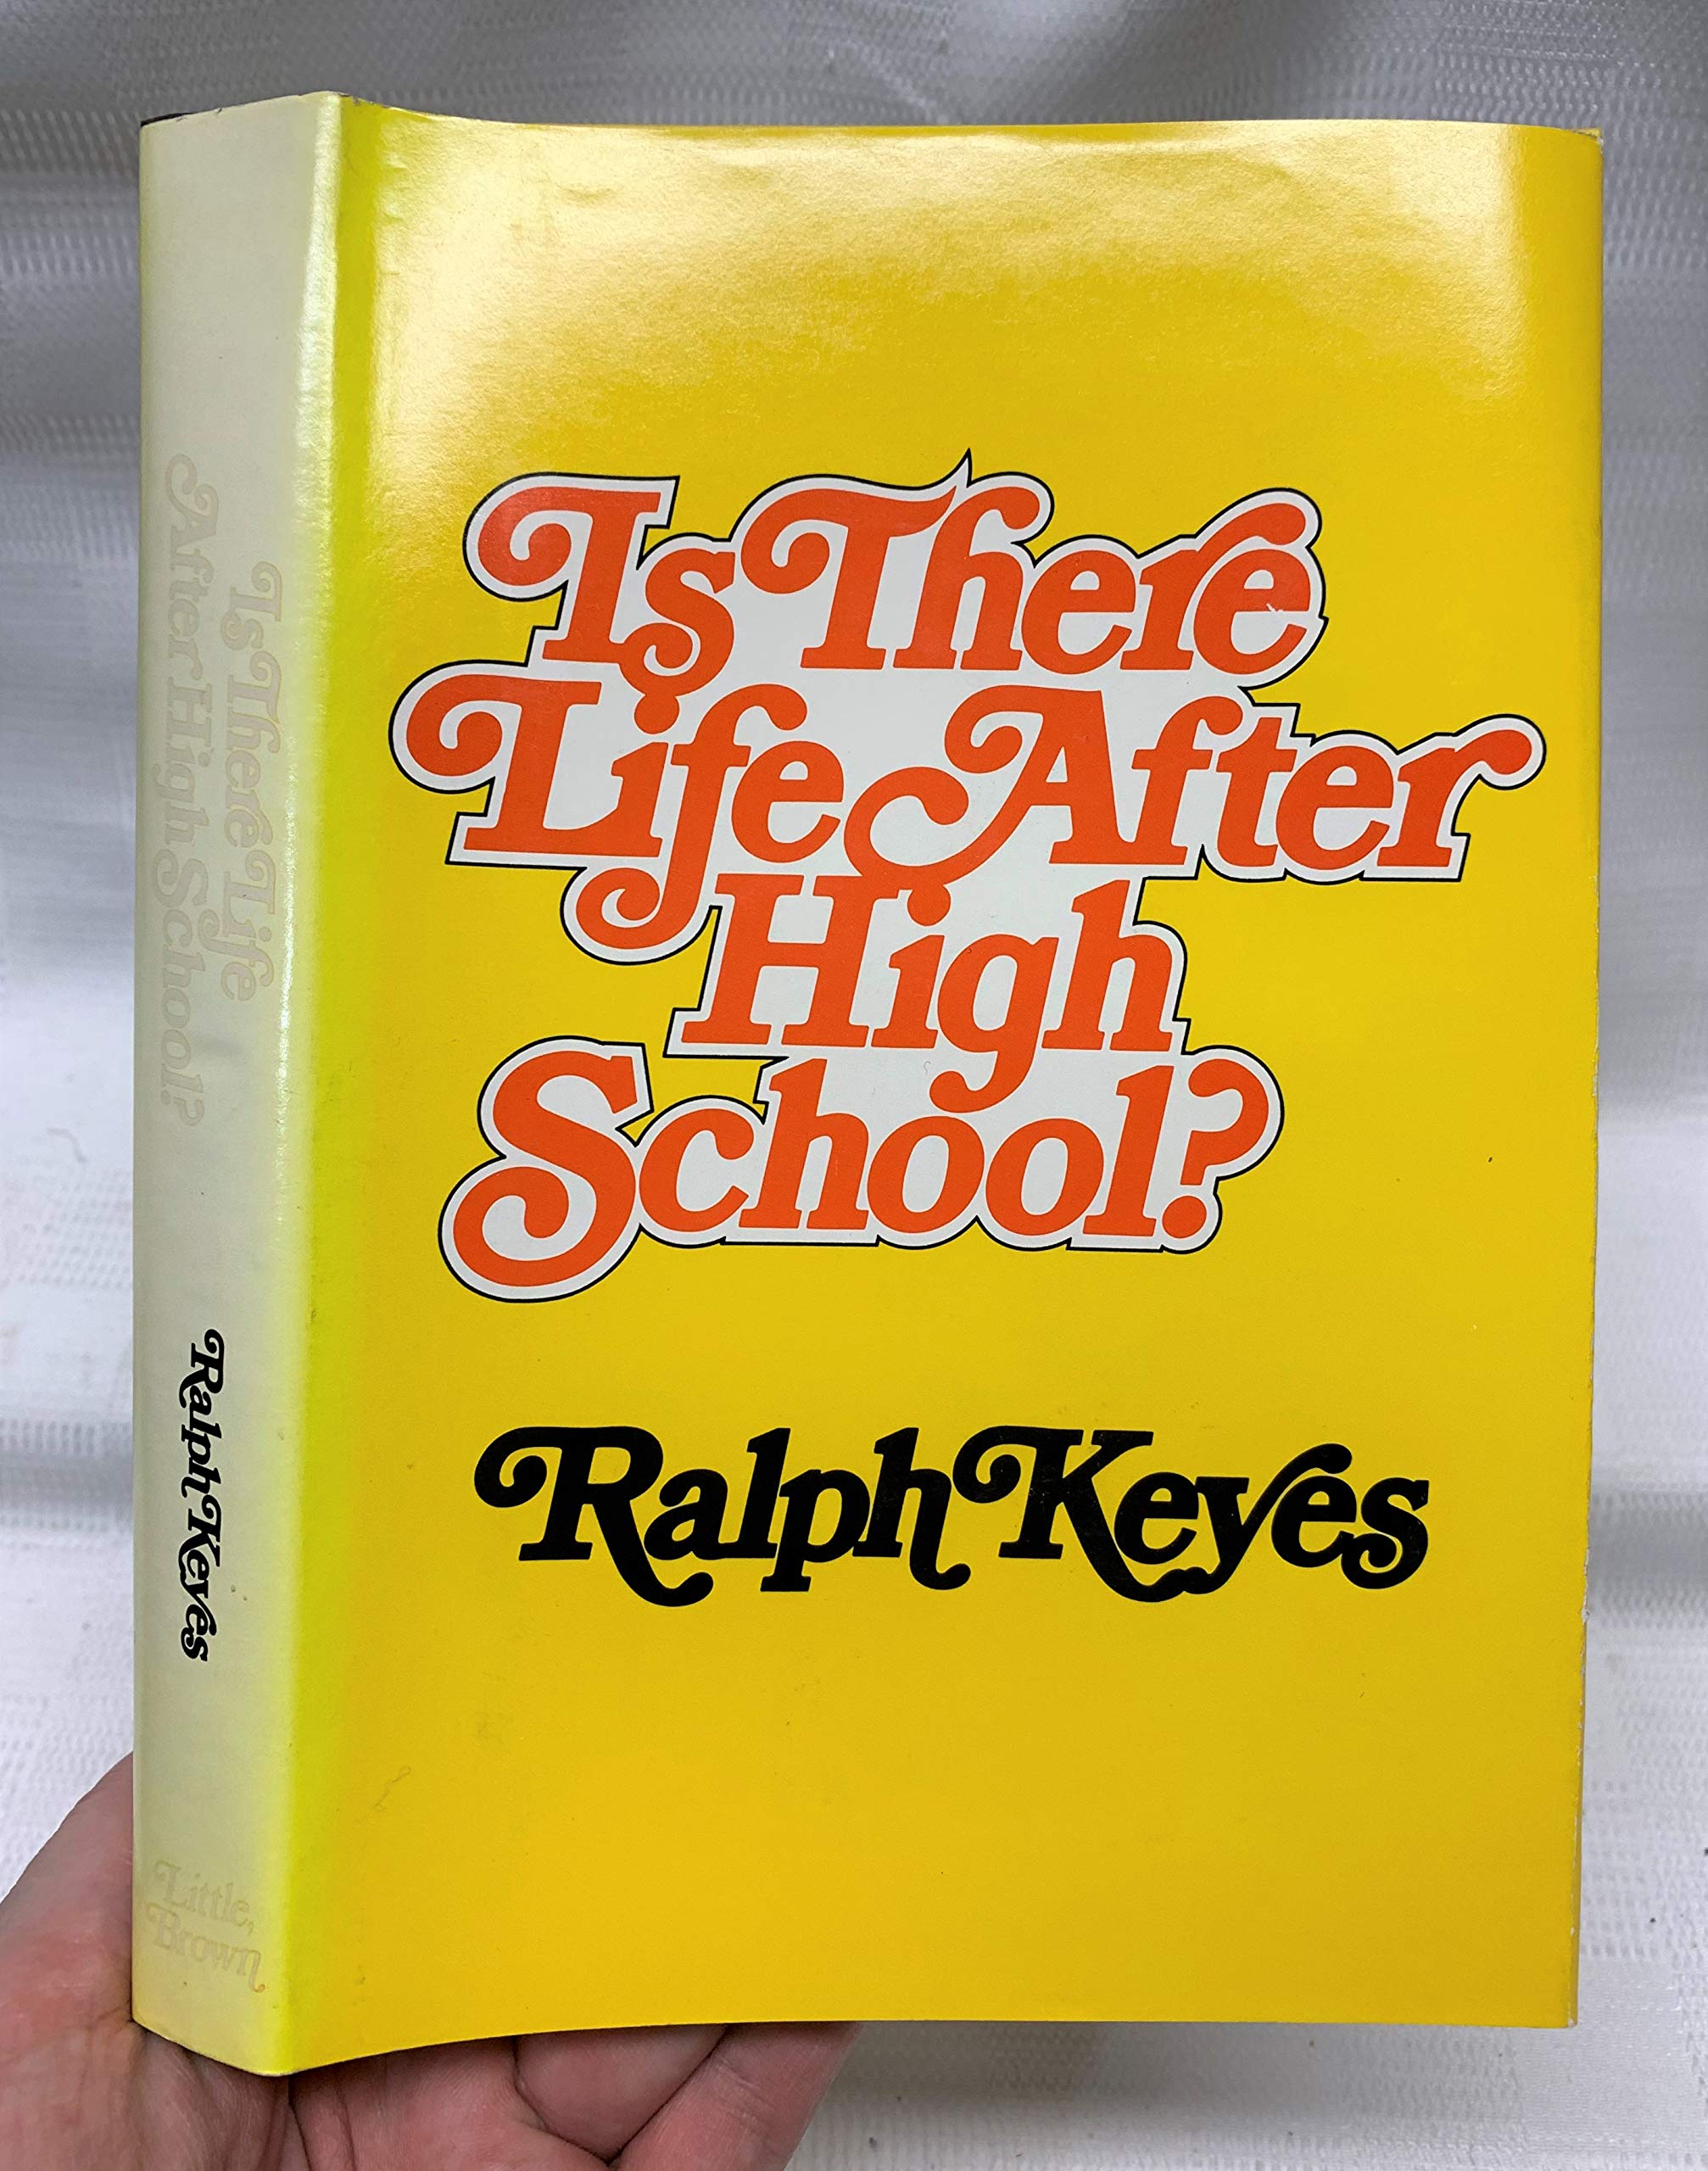 Is There
Life After
High
School?
Ralph Keyes
Is There Life
After High School?
Ralph Keyes
Little,
Brown